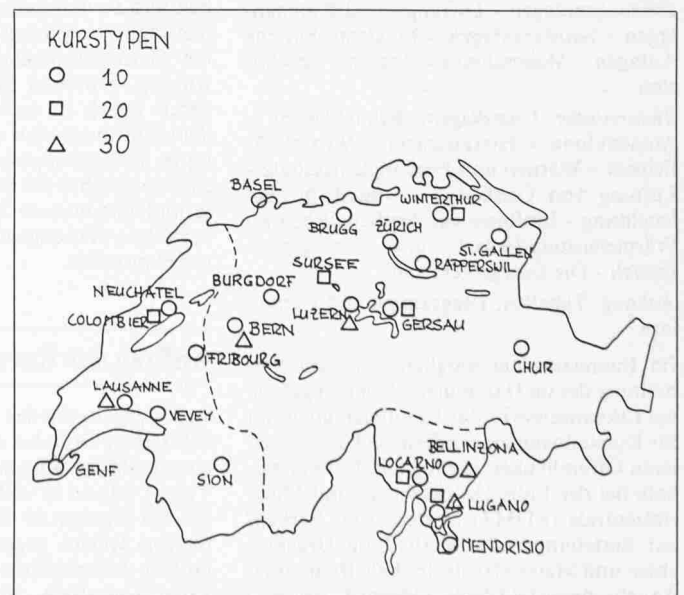 KURSTYPEN
10
20
30
BASEL
BRUGG
WINTERTHUR
ZÜRICH
ST. GALLEN
RAPPERSWIL
SURSEE
BURGDORF
NEUCHATEL
COLOMBIER
LUZERN
GERSAU
BERN
FRIBOURG
CHUR
LAUSANNE
VEVEY
GENF
SION
BELLINZONA
LOCARNO
LUGANO
MENDRISIO